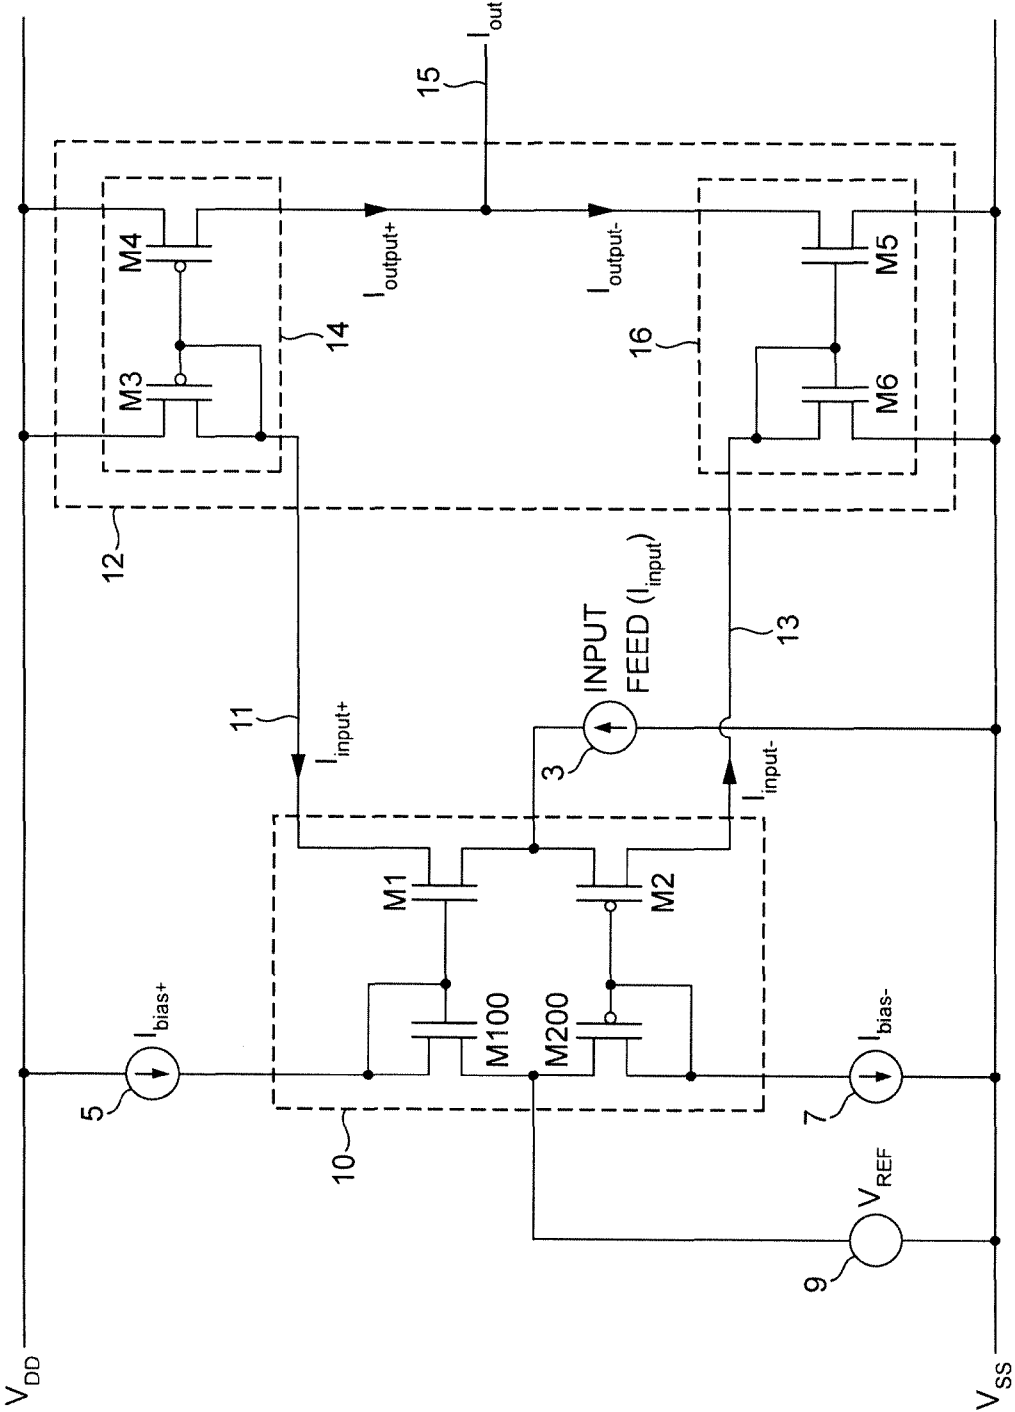 V_DD
5
I_bias+
10
M100
M200
M1
M2
7
I_bias-
9
V_REF
V_SS
11
I_input+
3
INPUT
FEED (I_input)
13
I_input-
12
M3
M4
14
I_output+
I_output-
15
I_out
16
M6
M5